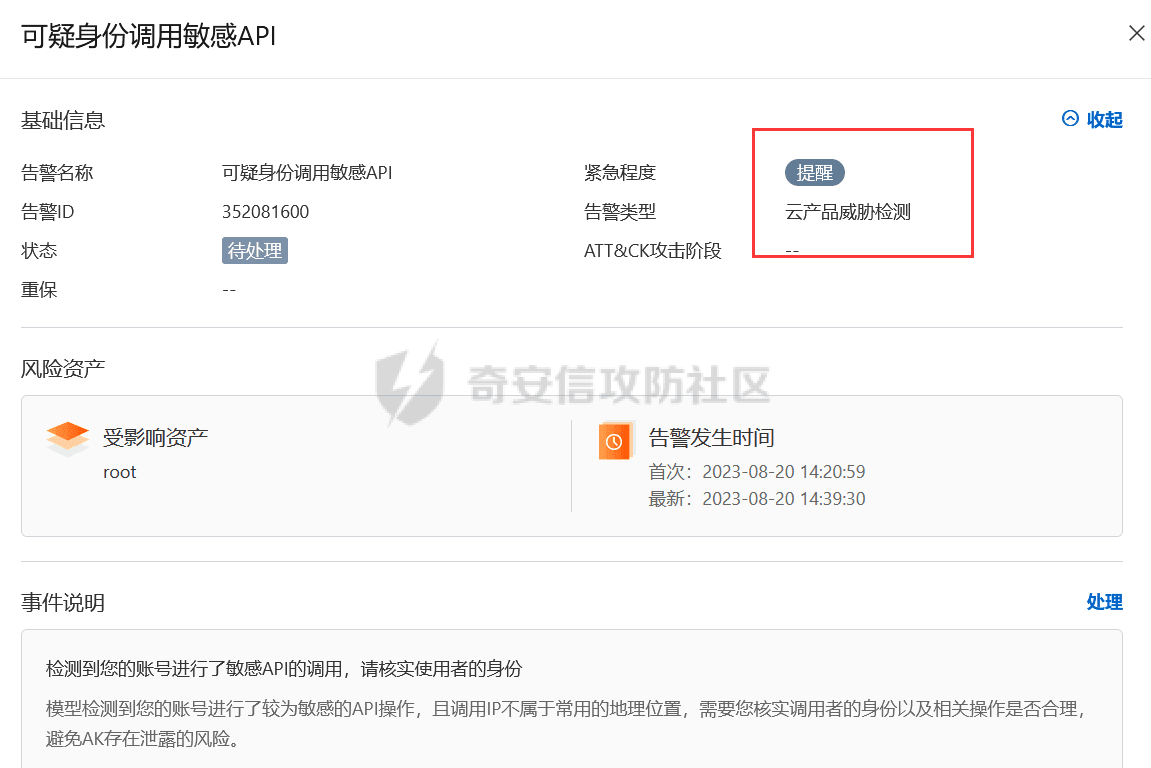 可疑身份调用敏感API
基础信息
收起
告警名称 可疑身份调用敏感API 紧急程度 提醒
告警ID 352081600 告警类型 云产品威胁检测
状态 待处理 ATT&CK攻击阶段 --
重保 --
风险资产
奇安信攻防社区
受影响资产
root
告警发生时间
首次：2023-08-20 14:20:59
最新：2023-08-20 14:39:30
事件说明
处理
检测到您的账号进行了敏感API的调用，请核实使用者的身份
模型检测到您的账号进行了较为敏感的API操作，且调用IP不属于常用的地理位置，需要您核实调用者的身份以及相关操作是否合理，
避免AK存在泄露的风险。